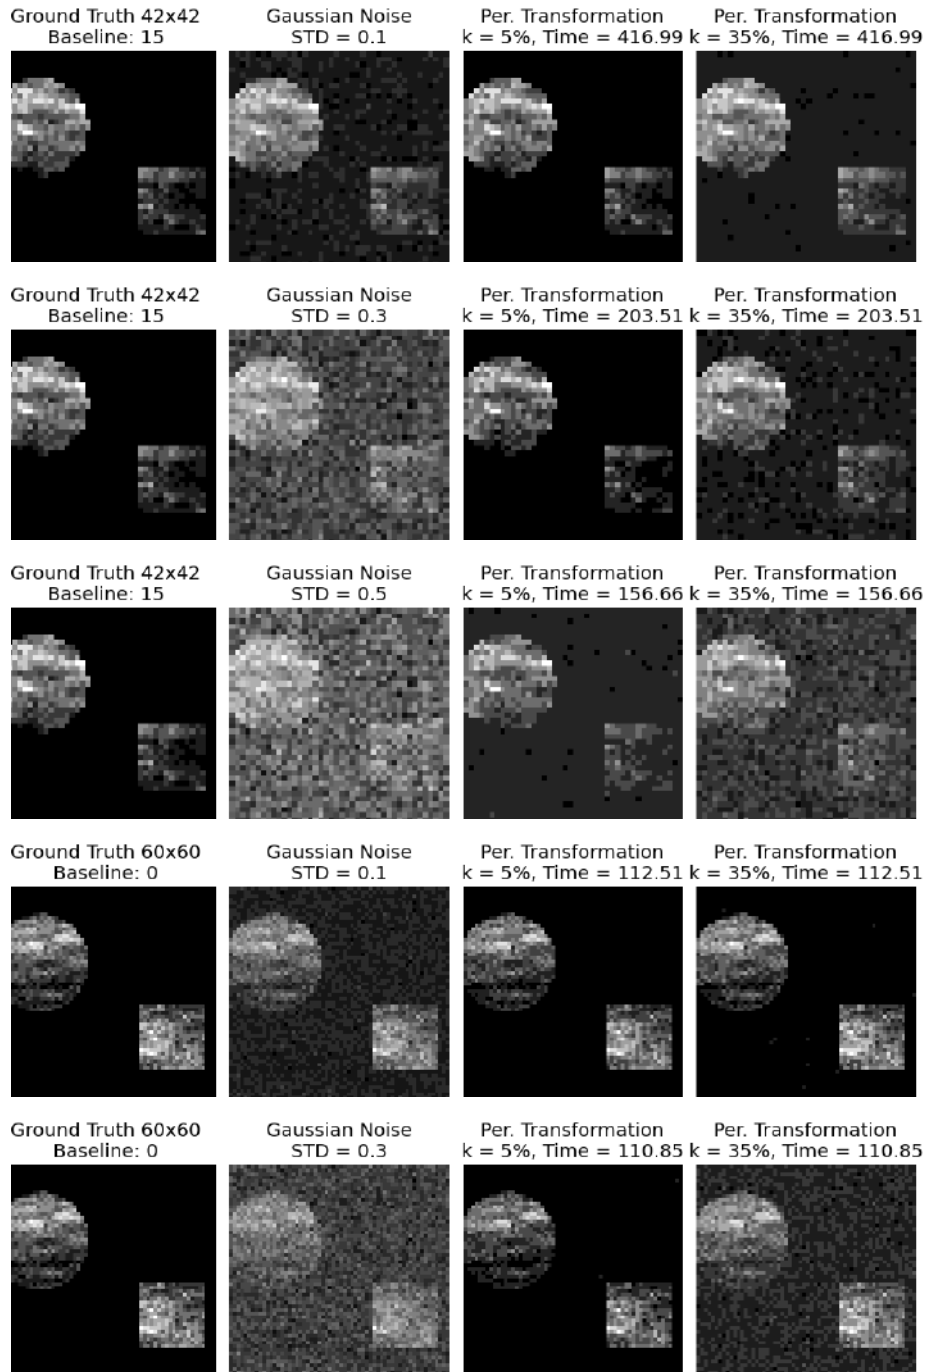 Ground Truth 42x42
Baseline: 15
Gaussian Noise
STD = 0.1
Per. Transformation
k = 5%, Time = 416.99
Per. Transformation
k = 35%, Time = 416.99
Ground Truth 42x42
Baseline: 15
Gaussian Noise
STD = 0.3
Per. Transformation
k = 5%, Time = 203.51
Per. Transformation
k = 35%, Time = 203.51
Ground Truth 42x42
Baseline: 15
Gaussian Noise
STD = 0.5
Per. Transformation
k = 5%, Time = 156.66
Per. Transformation
k = 35%, Time = 156.66
Ground Truth 60x60
Baseline: 0
Gaussian Noise
STD = 0.1
Per. Transformation
k = 5%, Time = 112.51
Per. Transformation
k = 35%, Time = 112.51
Ground Truth 60x60
Baseline: 0
Gaussian Noise
STD = 0.3
Per. Transformation
k = 5%, Time = 110.85
Per. Transformation
k = 35%, Time = 110.85